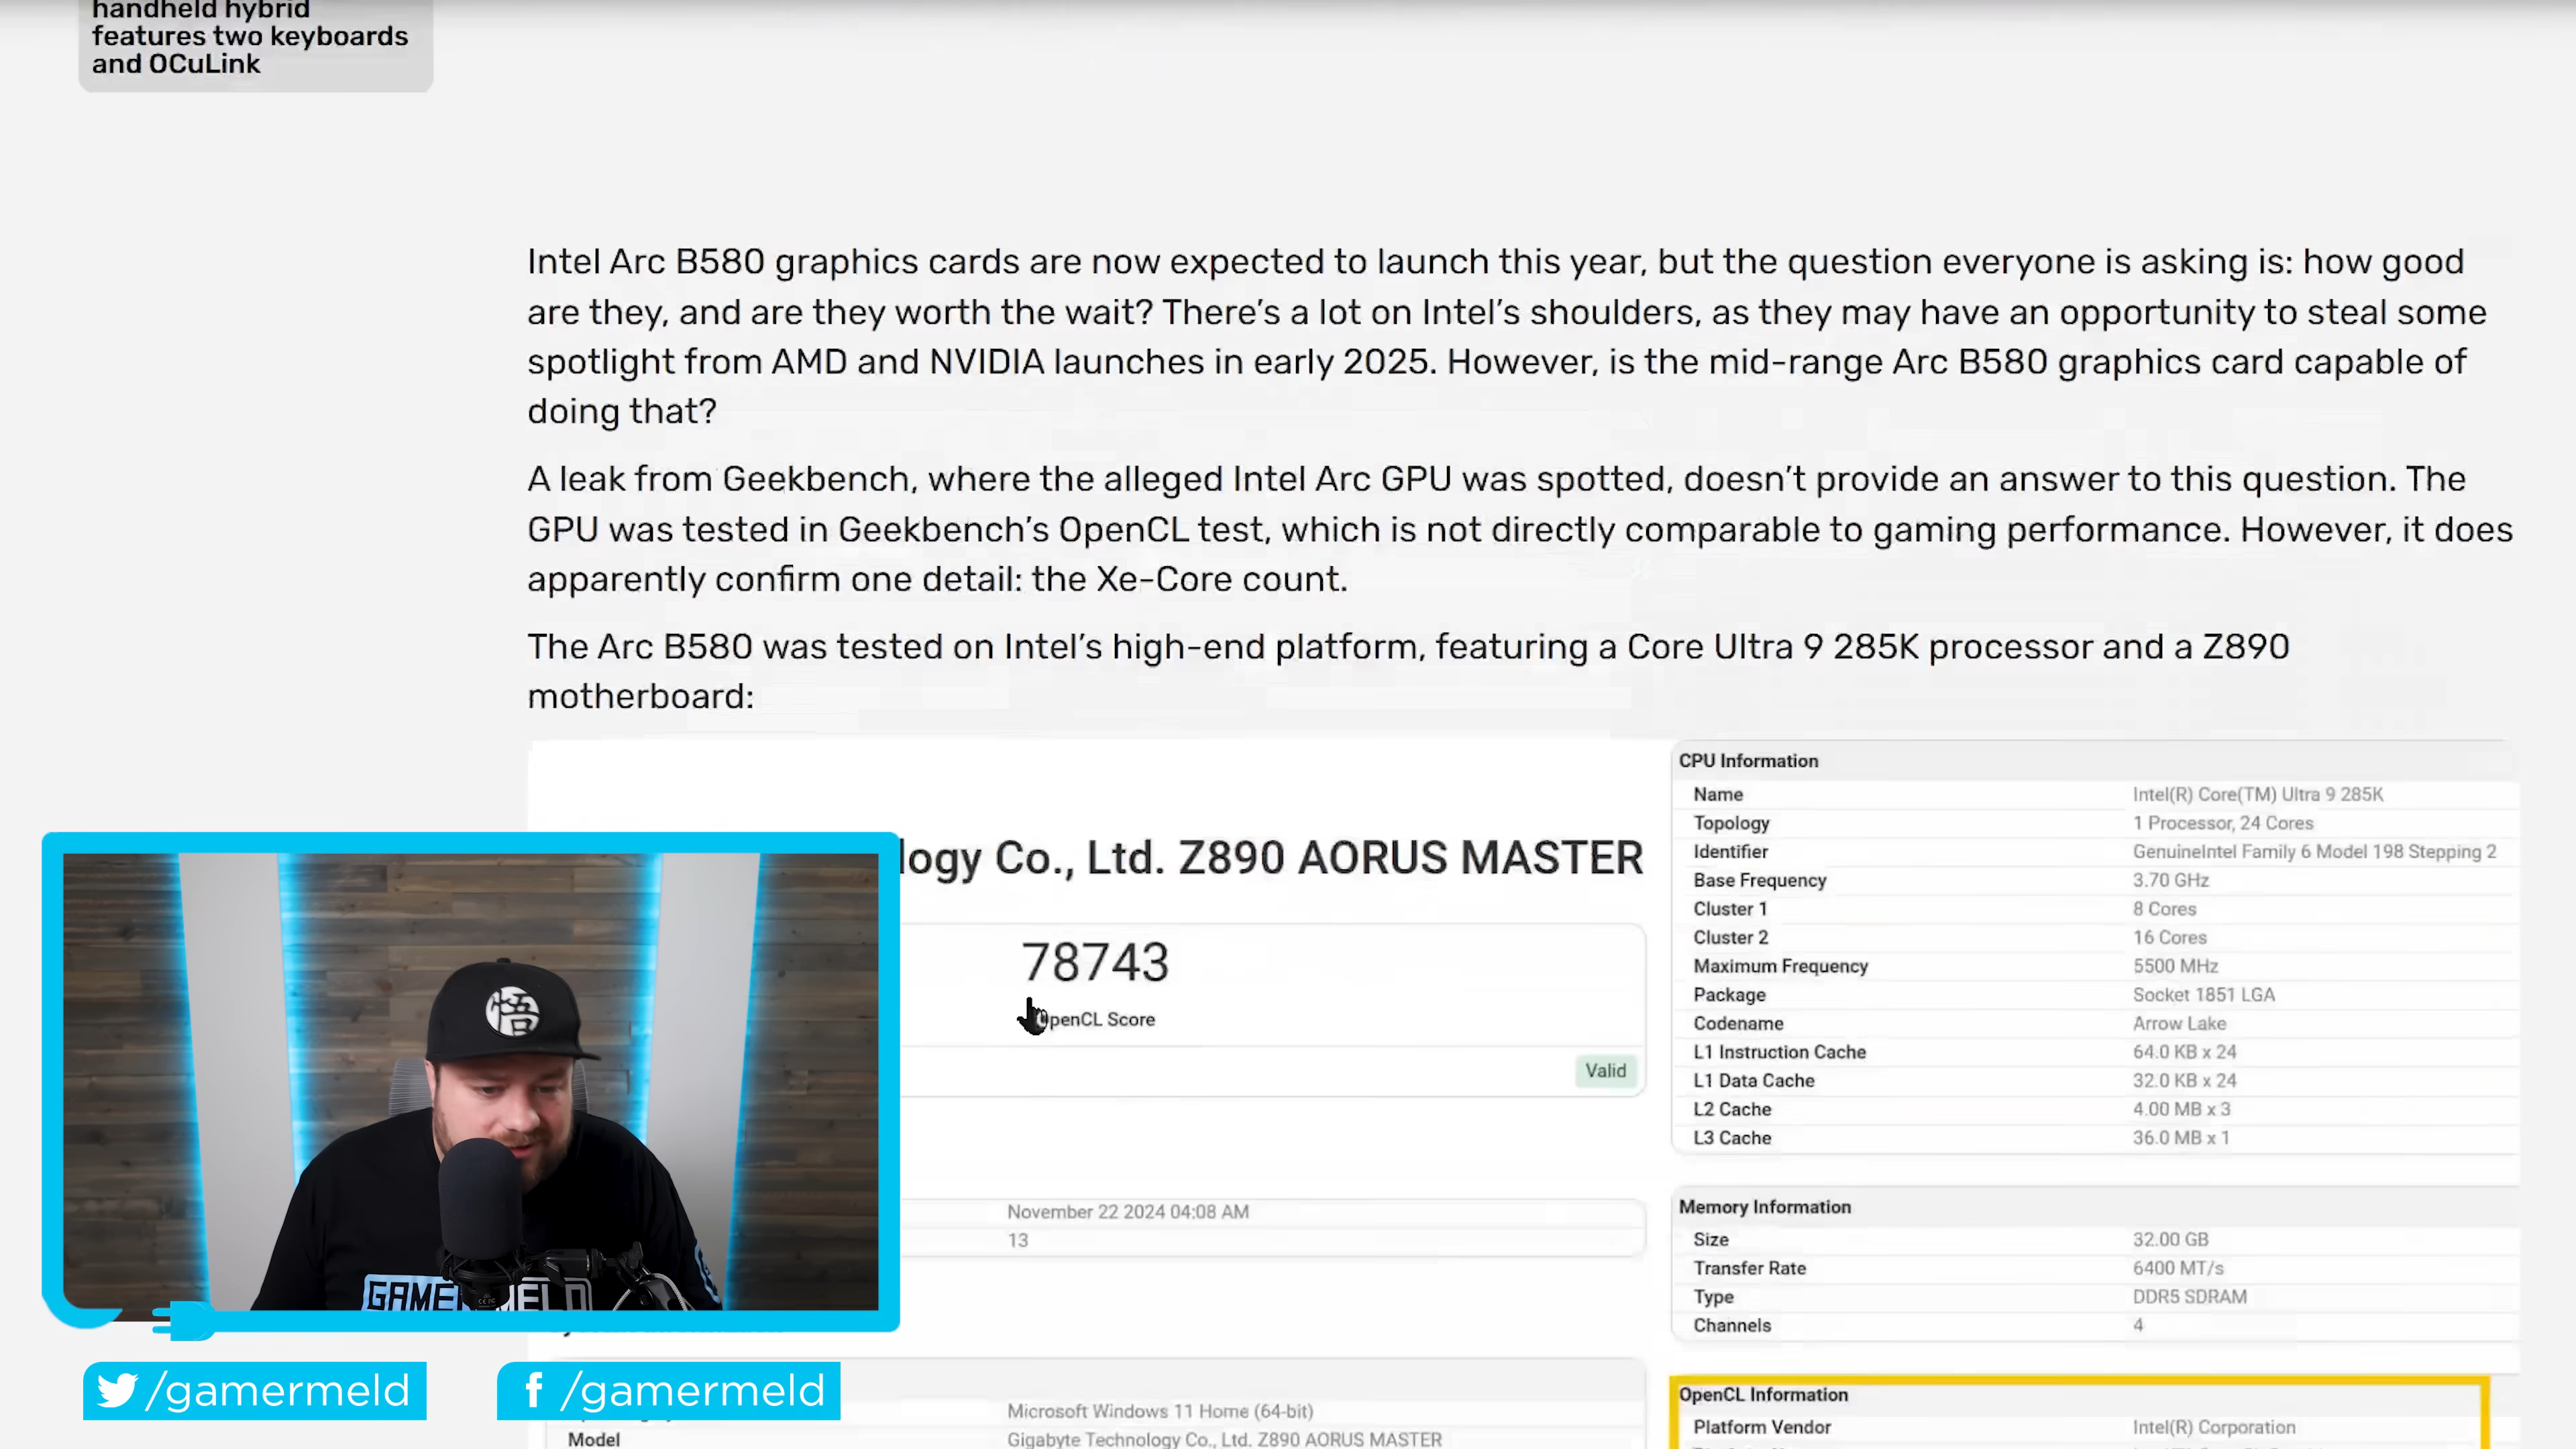 handheld hybrid
features two keyboards
and OCuLink
Intel Arc B580 graphics cards are now expected to launch this year, but the question everyone is asking is: how good
are they, and are they worth the wait? There's a lot on Intel's shoulders, as they may have an opportunity to steal some
spotlight from AMD and NVIDIA launches in early 2025. However, is the mid-range Arc B580 graphics card capable of
doing that?
A leak from Geekbench, where the alleged Intel Arc GPU was spotted, doesn't provide an answer to this question. The
GPU was tested in Geekbench's OpenCL test, which is not directly comparable to gaming performance. However, it does
apparently confirm one detail: the Xe-Core count.
The Arc B580 was tested on Intel's high-end platform, featuring a Core Ultra 9 285K processor and a Z890
motherboard:
logy Co., Ltd. Z890 AORUS MASTER
78743
OpenCL Score
Valid
November 22 2024 04:08 AM
13
Microsoft Windows 11 Home (64-bit)
Model Gigabyte Technology Co., Ltd. Z890 AORUS MASTER
CPU Information
Name Intel(R) Core(TM) Ultra 9 285K
Topology 1 Processor, 24 Cores
Identifier GenuineIntel Family 6 Model 198 Stepping 2
Base Frequency 3.70 GHz
Cluster 1 8 Cores
Cluster 2 16 Cores
Maximum Frequency 5500 MHz
Package Socket 1851 LGA
Codename Arrow Lake
L1 Instruction Cache 64.0 KB x 24
L1 Data Cache 32.0 KB x 24
L2 Cache 4.00 MB x 3
L3 Cache 36.0 MB x 1
Memory Information
Size 32.00 GB
Transfer Rate 6400 MT/s
Type DDR5 SDRAM
Channels 4
OpenCL Information
Platform Vendor Intel(R) Corporation
悟
GAMERMELD
/gamermeld
/gamermeld